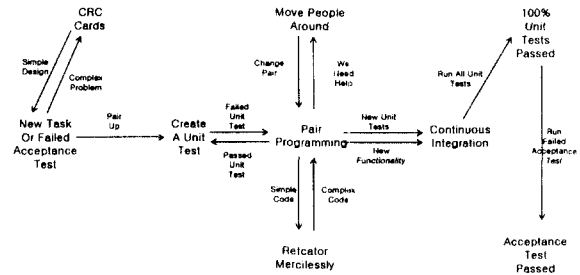 CRC
Cards
Move People
Around
100%
Unit
Tests
Passed
Simple
Design
Complex
Problem
Change
Pair
We
Need
Help
Run All Unit
Tests
New Task
Or Failed
Acceptance
Test
Pair
Up
Create
A Unit
Test
Failed
Unit
Test
Passed
Unit
Test
Pair
Programming
New Unit
Tests
New
Functionality
Continuous
Integration
Run
Failed
Acceptance
Test
Simple
Code
Complex
Code
Refcator
Mercilessly
Acceptance
Test
Passed